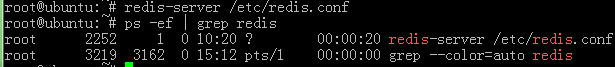 root@ubuntu:~# redis-server /etc/redis.conf
root@ubuntu:~# ps -ef | grep redis
root 2252 1 0 10:20 ? 00:00:20 redis-server /etc/redis.conf
root 3219 3162 0 15:12 pts/1 00:00:00 grep --color=auto redis
root@ubuntu:~#